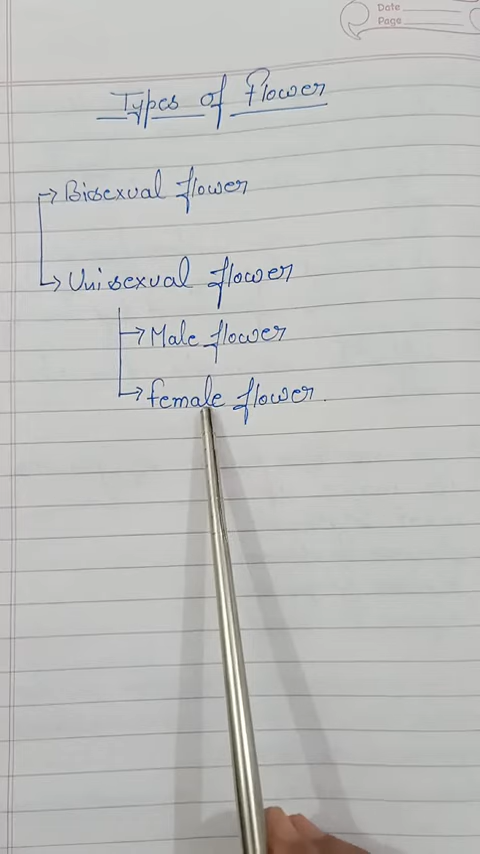 Date
Page
Types of Flower
Bisexual flower
Unisexual flower
Male flower
female flower.